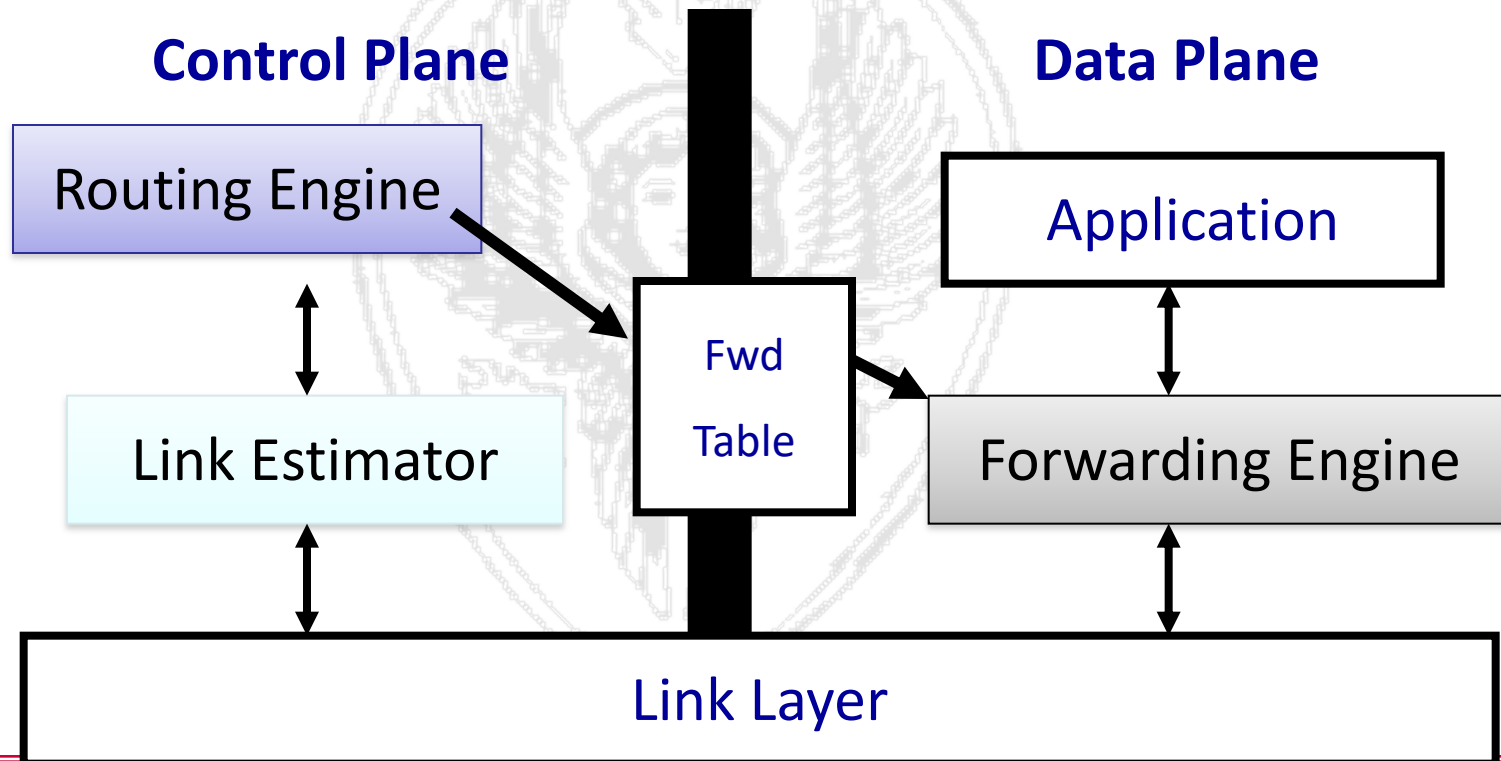 Control Plane
Data Plane
Routing Engine
Application
Fwd
Table
Link Estimator
Forwarding Engine
Link Layer